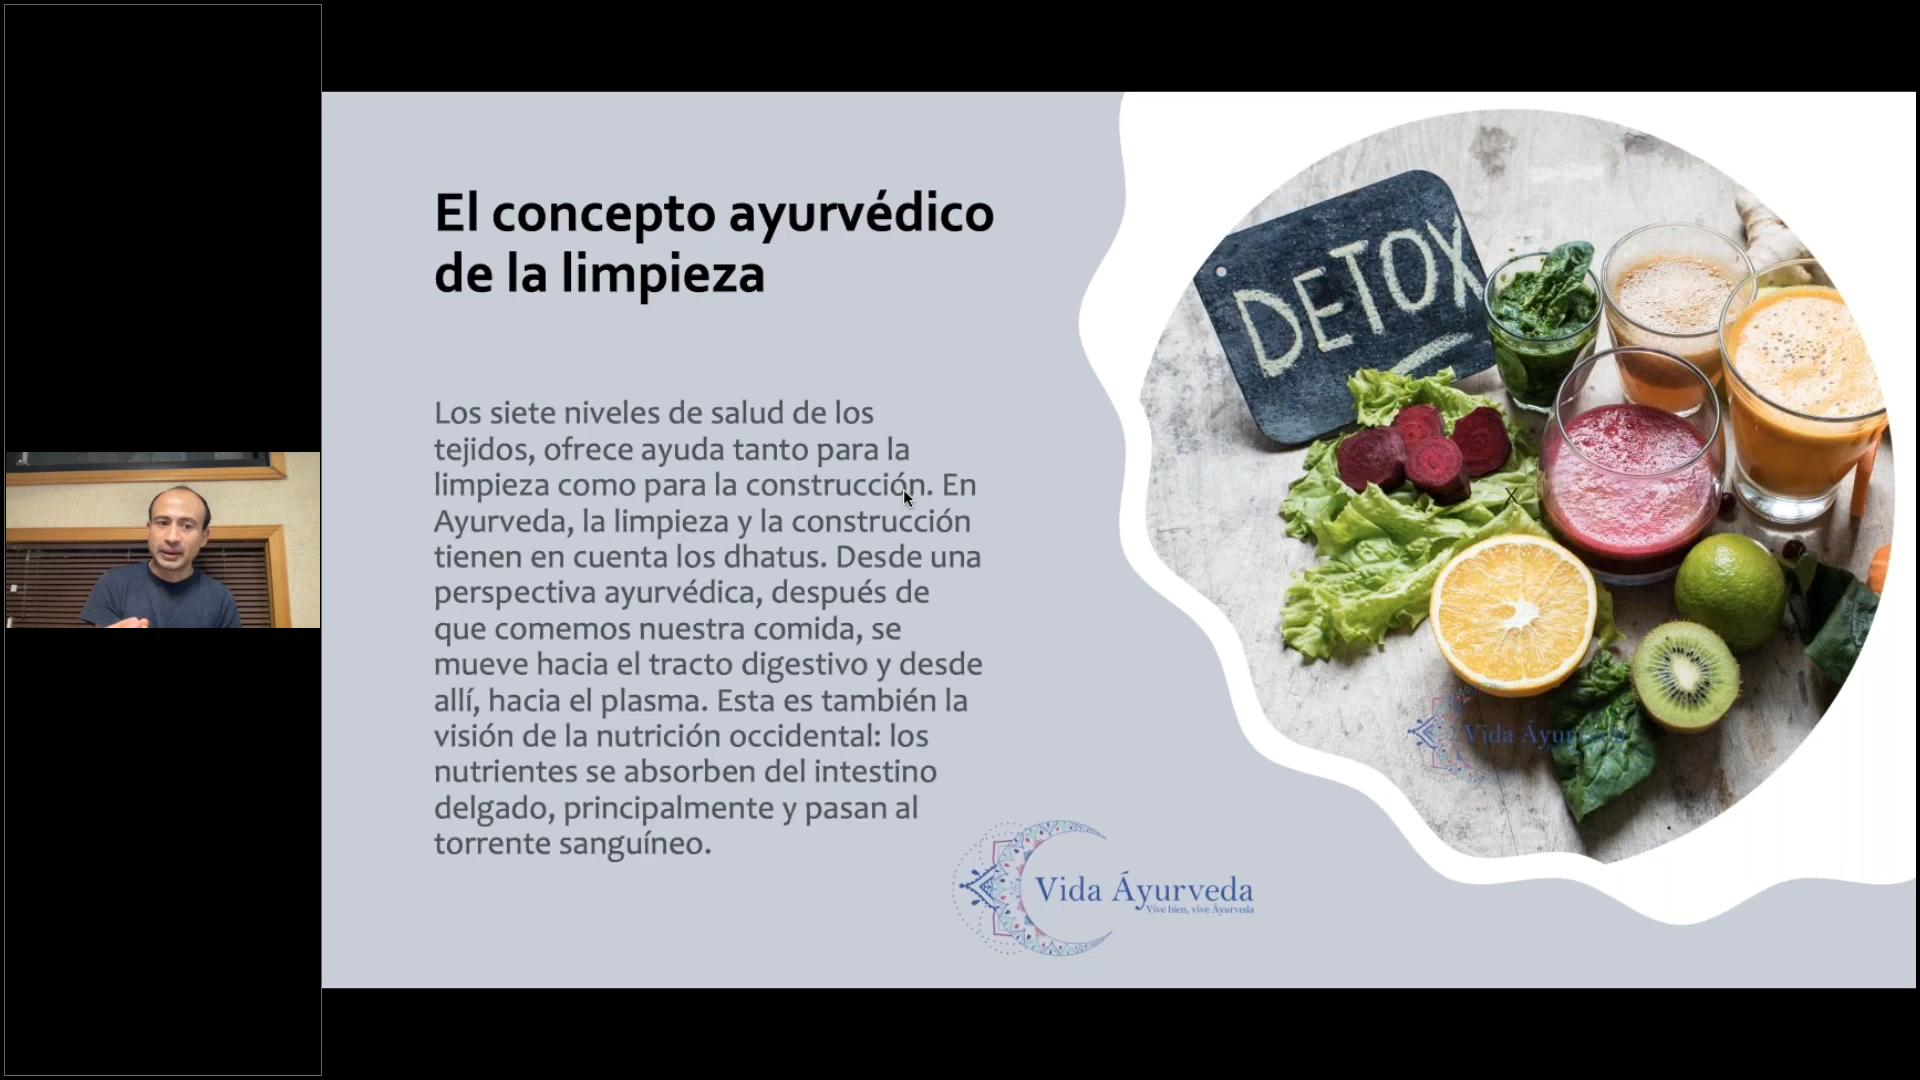 El concepto ayurvédico
de la limpieza
Los siete niveles de salud de los
tejidos, ofrece ayuda tanto para la
limpieza como para la construcción. En
Ayurveda, la limpieza y la construcción
tienen en cuenta los dhatus. Desde una
perspectiva ayurvédica, después de
que comemos nuestra comida, se
mueve hacia el tracto digestivo y desde
allí, hacia el plasma. Esta es también la
visión de la nutrición occidental: los
nutrientes se absorben del intestino
delgado, principalmente y pasan al
torrente sanguíneo.
DETOX
X
Vida Áyurveda
Vida Áyurveda
Vive bien, vive Áyurveda